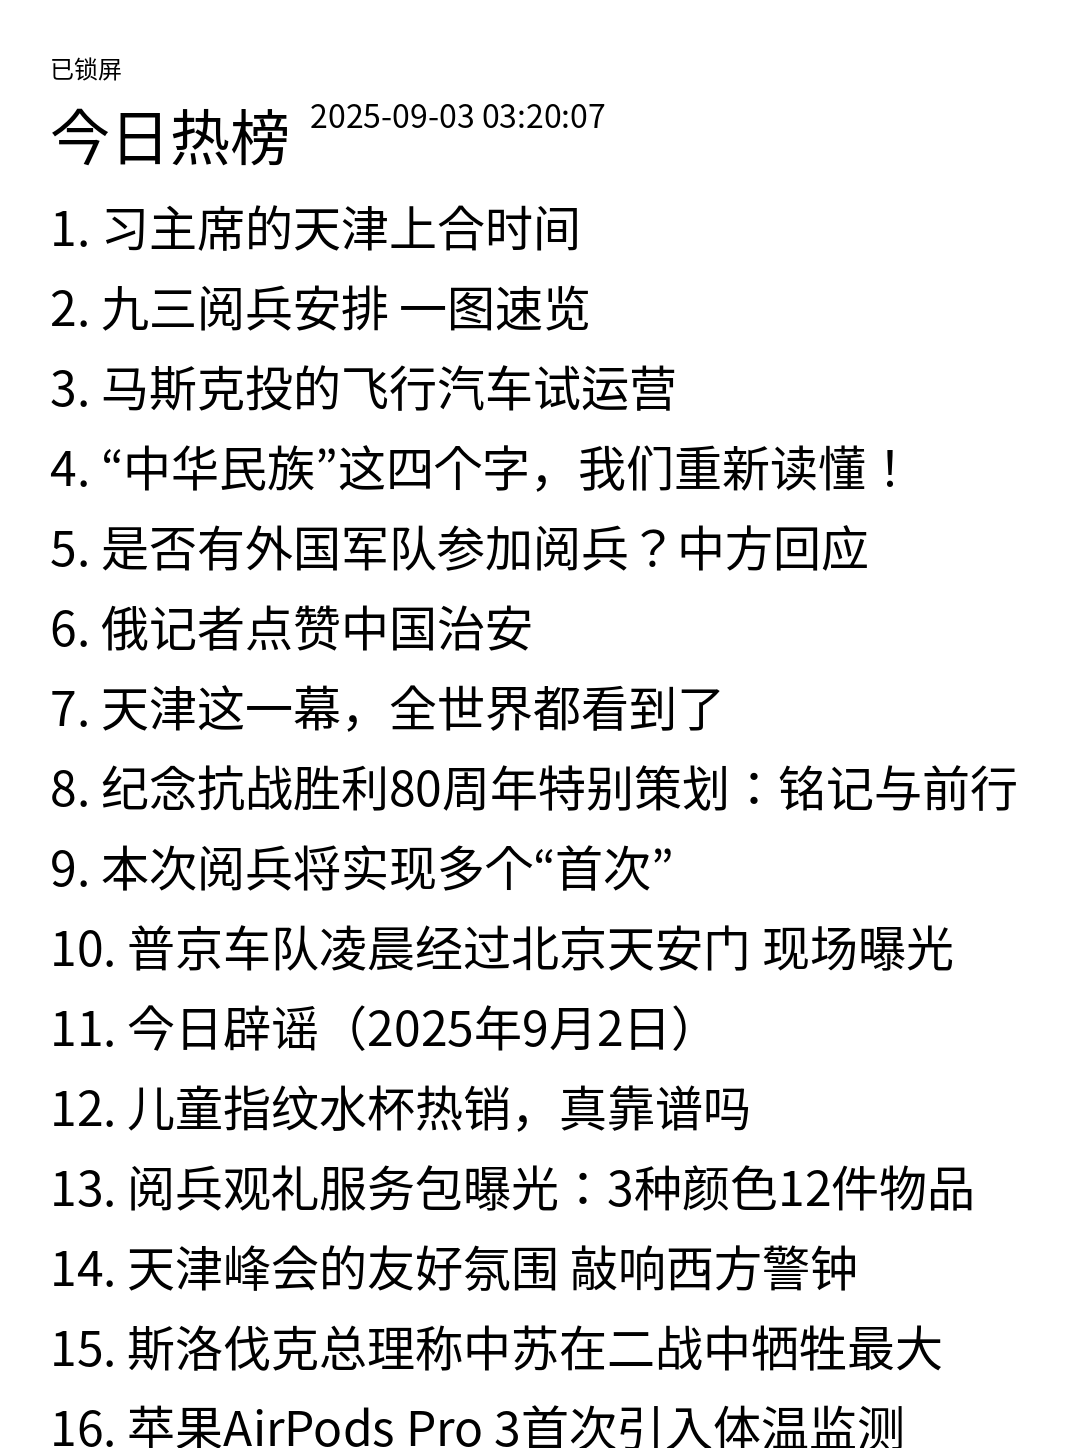 已锁屏
今日热榜 2025-09-03 03:20:07
1. 习主席的天津上合时间
2. 九三阅兵安排 一图速览
3. 马斯克投的飞行汽车试运营
4. “中华民族”这四个字，我们重新读懂！
5. 是否有外国军队参加阅兵？中方回应
6. 俄记者点赞中国治安
7. 天津这一幕，全世界都看到了
8. 纪念抗战胜利80周年特别策划：铭记与前行
9. 本次阅兵将实现多个“首次”
10. 普京车队凌晨经过北京天安门 现场曝光
11. 今日辟谣（2025年9月2日）
12. 儿童指纹水杯热销，真靠谱吗
13. 阅兵观礼服务包曝光：3种颜色12件物品
14. 天津峰会的友好氛围 敲响西方警钟
15. 斯洛伐克总理称中苏在二战中牺牲最大
16. 苹果AirPods Pro 3首次引入体温监测